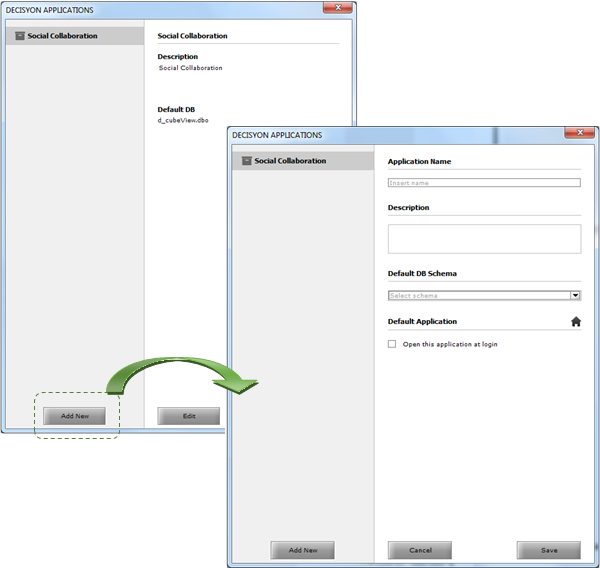 DECISYON APPLICATIONS
Social Collaboration
Social Collaboration
Description
Social Collaboration
Default DB
d_cubeView.dbo
Add New
Edit
DECISYON APPLICATIONS
Social Collaboration
Application Name
Insert name
Description
Default DB Schema
Select schema
Default Application
Open this application at login
Add New
Cancel
Save